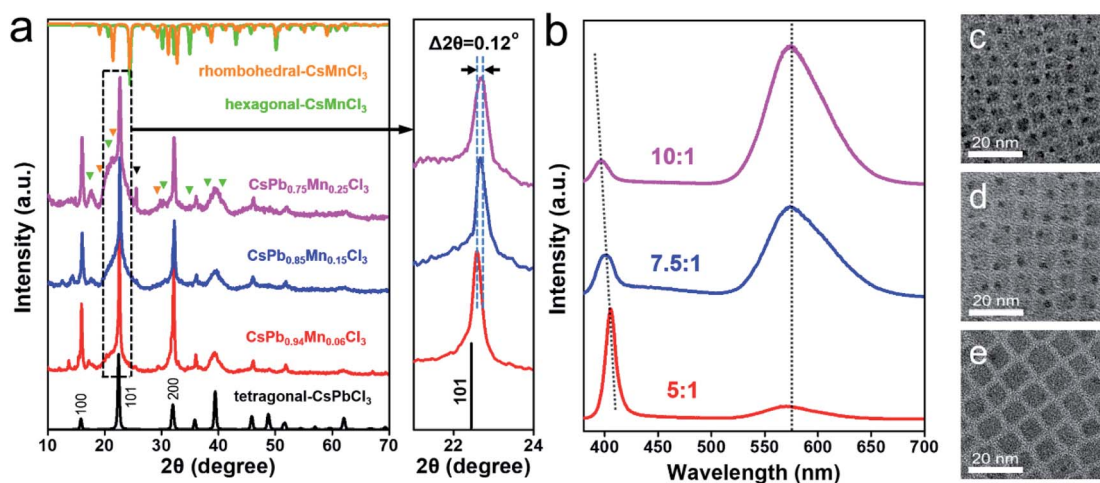 a
Intensity (a.u.)
rhombohedral-CsMnCl3
hexagonal-CsMnCl3
CsPb0.75Mn0.25Cl3
CsPb0.85Mn0.15Cl3
CsPb0.94Mn0.06Cl3
tetragonal-CsPbCl3
100
101
200
10 20 30 40 50 60 70
2θ (degree)
Δ2θ=0.12°
101
22 24
2θ (degree)
b
Intensity (a.u.)
10:1
7.5:1
5:1
400 450 500 550 600 650 700
Wavelength (nm)
c
20 nm
d
20 nm
e
20 nm